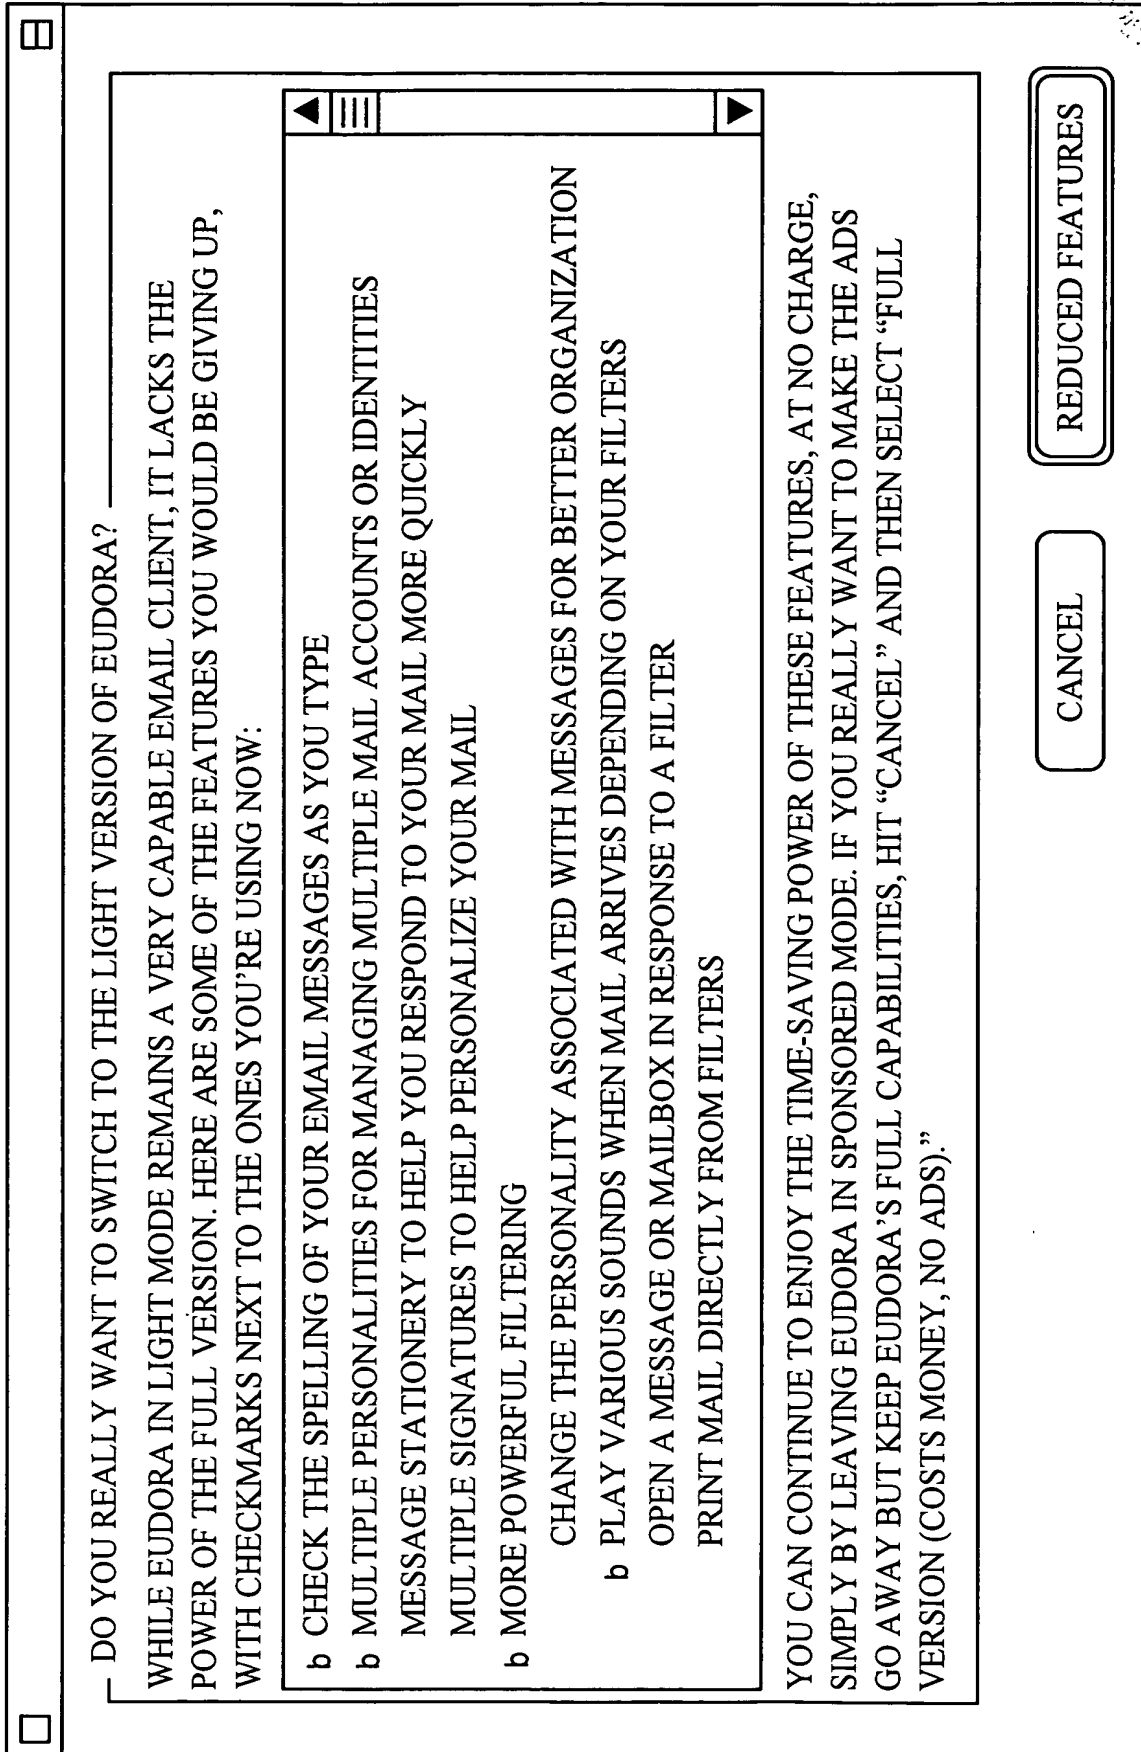 DO YOU REALLY WANT TO SWITCH TO THE LIGHT VERSION OF EUDORA?
WHILE EUDORA IN LIGHT MODE REMAINS A VERY CAPABLE EMAIL CLIENT, IT LACKS THE
POWER OF THE FULL VERSION. HERE ARE SOME OF THE FEATURES YOU WOULD BE GIVING UP,
WITH CHECKMARKS NEXT TO THE ONES YOU'RE USING NOW:
b CHECK THE SPELLING OF YOUR EMAIL MESSAGES AS YOU TYPE
b MULTIPLE PERSONALITIES FOR MANAGING MULTIPLE MAIL ACCOUNTS OR IDENTITIES
MESSAGE STATIONERY TO HELP YOU RESPOND TO YOUR MAIL MORE QUICKLY
MULTIPLE SIGNATURES TO HELP PERSONALIZE YOUR MAIL
b MORE POWERFUL FILTERING
CHANGE THE PERSONALITY ASSOCIATED WITH MESSAGES FOR BETTER ORGANIZATION
b PLAY VARIOUS SOUNDS WHEN MAIL ARRIVES DEPENDING ON YOUR FILTERS
OPEN A MESSAGE OR MAILBOX IN RESPONSE TO A FILTER
PRINT MAIL DIRECTLY FROM FILTERS
YOU CAN CONTINUE TO ENJOY THE TIME-SAVING POWER OF THESE FEATURES, AT NO CHARGE,
SIMPLY BY LEAVING EUDORA IN SPONSORED MODE. IF YOU REALLY WANT TO MAKE THE ADS
GO AWAY BUT KEEP EUDORA'S FULL CAPABILITIES, HIT "CANCEL" AND THEN SELECT "FULL
VERSION (COSTS MONEY, NO ADS)."
CANCEL
REDUCED FEATURES